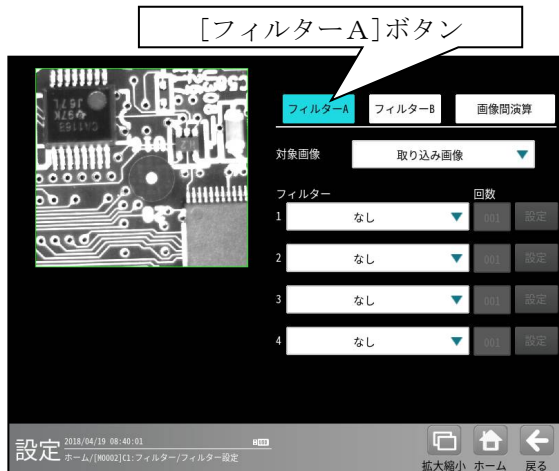 [フィルターA]ボタン
フィルターA
フィルターB
画像間演算
対象画像
取り込み画像
フィルター
回数
1
なし
001
設定
2
なし
001
設定
3
なし
001
設定
4
なし
001
設定
設定
2018/04/19 08:40:01
ホーム/[M0002]C1:フィルター/フィルター設定
拡大縮小
ホーム
戻る